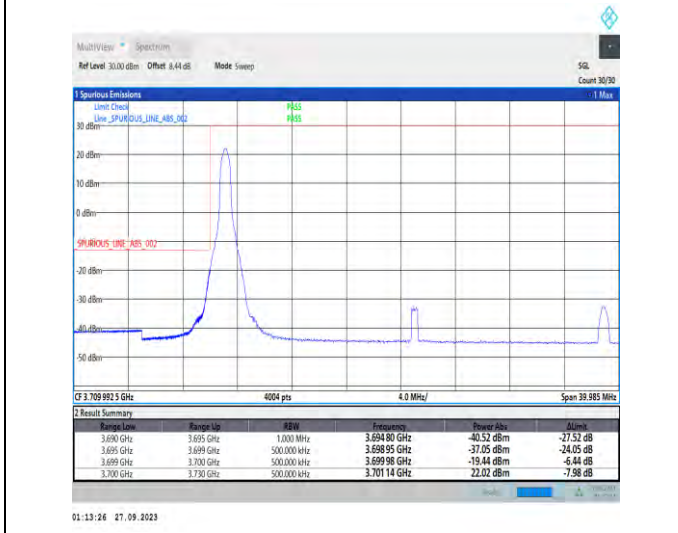 MultiView Spectrum
Ref Level 30.00 dBm Offset 8.44 dB Mode Sweep SGL
Count 30/30
1 Spurious Emissions 1 Max
Limit Check PASS
Line _SPURIOUS_LINE_ABS_002 PASS
30 dBm
20 dBm
10 dBm
0 dBm
SPURIOUS_LINE_ABS_002
-20 dBm
-30 dBm
-40 dBm
-50 dBm
CF 3.709 992 5 GHz 4004 pts 4.0 MHz/ Span 39.985 MHz
2 Result Summary
Range Low Range Up RBW Frequency Power Abs ΔLimit
3.690 GHz 3.695 GHz 1.000 MHz 3.694 80 GHz -40.52 dBm -27.52 dB
3.695 GHz 3.699 GHz 500.000 kHz 3.698 95 GHz -37.05 dBm -24.05 dB
3.699 GHz 3.700 GHz 500.000 kHz 3.699 98 GHz -19.44 dBm -6.44 dB
3.700 GHz 3.730 GHz 500.000 kHz 3.701 14 GHz 22.02 dBm -7.98 dB
01:13:26 27.09.2023